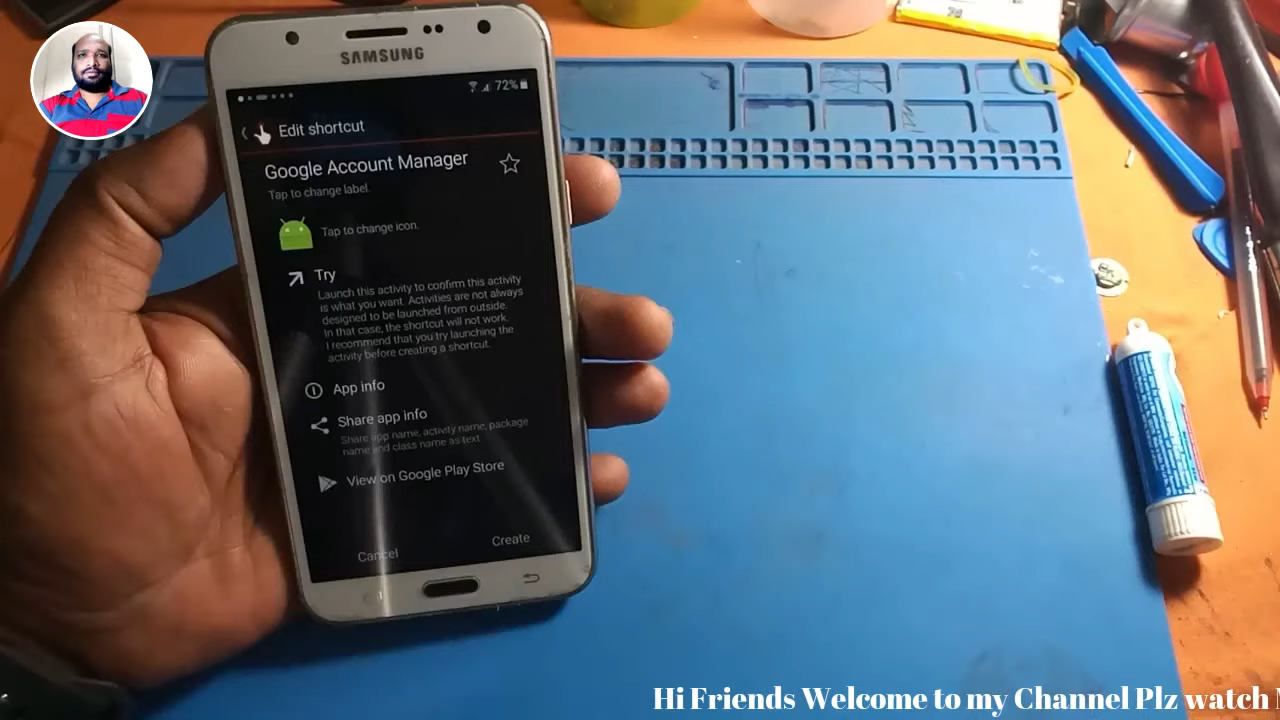 SAMSUNG
72%
Edit shortcut
Google Account Manager
Tap to change label.
Tap to change icon.
Try
Launch this activity to confirm this activity
is what you want. Activities are not always
designed to be launched from outside.
In that case, the shortcut will not work.
I recommend that you try launching the
activity before creating a shortcut.
App info
Share app info
Share app name, activity name, package
name and class name as text
View on Google Play Store
Cancel
Create
Hi Friends Welcome to my Channel Plz watch